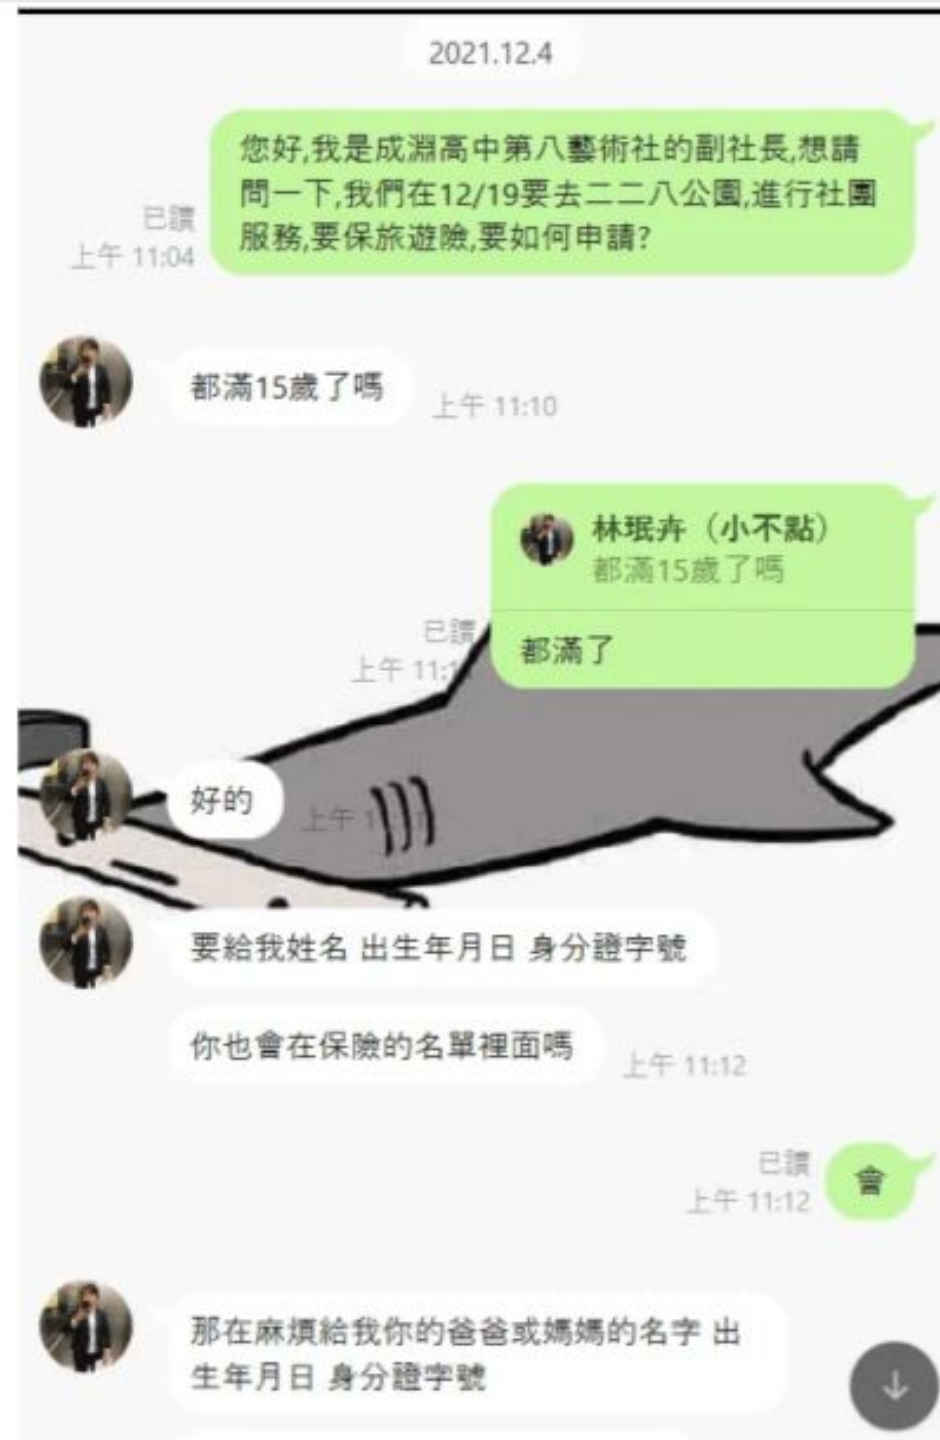 2021.12.4
您好,我是成淵高中第八藝術社的副社長,想請
問一下,我們在12/19要去二二八公園,進行社團
服務,要保旅遊險,要如何申請?
已讀
上午 11:04
都滿15歲了嗎
上午 11:10
林珉卉（小不點）
都滿15歲了嗎
都滿了
已讀
上午
好的
上午
要給我姓名 出生年月日 身分證字號
你也會在保險的名單裡面嗎
上午 11:12
會
已讀
上午 11:12
那在麻煩給我你的爸爸或媽媽的名字 出
生年月日 身分證字號